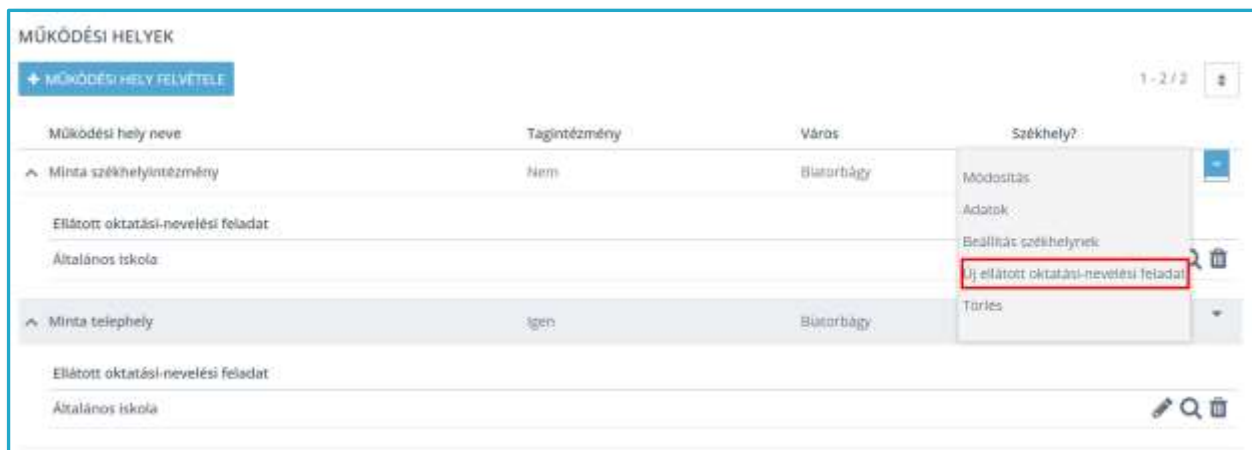 MŰKÖDÉSI HELYEK
+ MŰKÖDÉSI HELY FELVÉTELE
1 - 2 / 2
Működési hely neve Tagintézmény Város Székhely?
Minta székhelyintézmény Nem Biatorbágy
Módosítás
Adatok
Ellátott oktatási-nevelési feladat
Beállítás székhelynek
Általános iskola
Új ellátott oktatási-nevelési feladat
Törlés
Minta telephely Igen Biatorbágy
Ellátott oktatási-nevelési feladat
Általános iskola